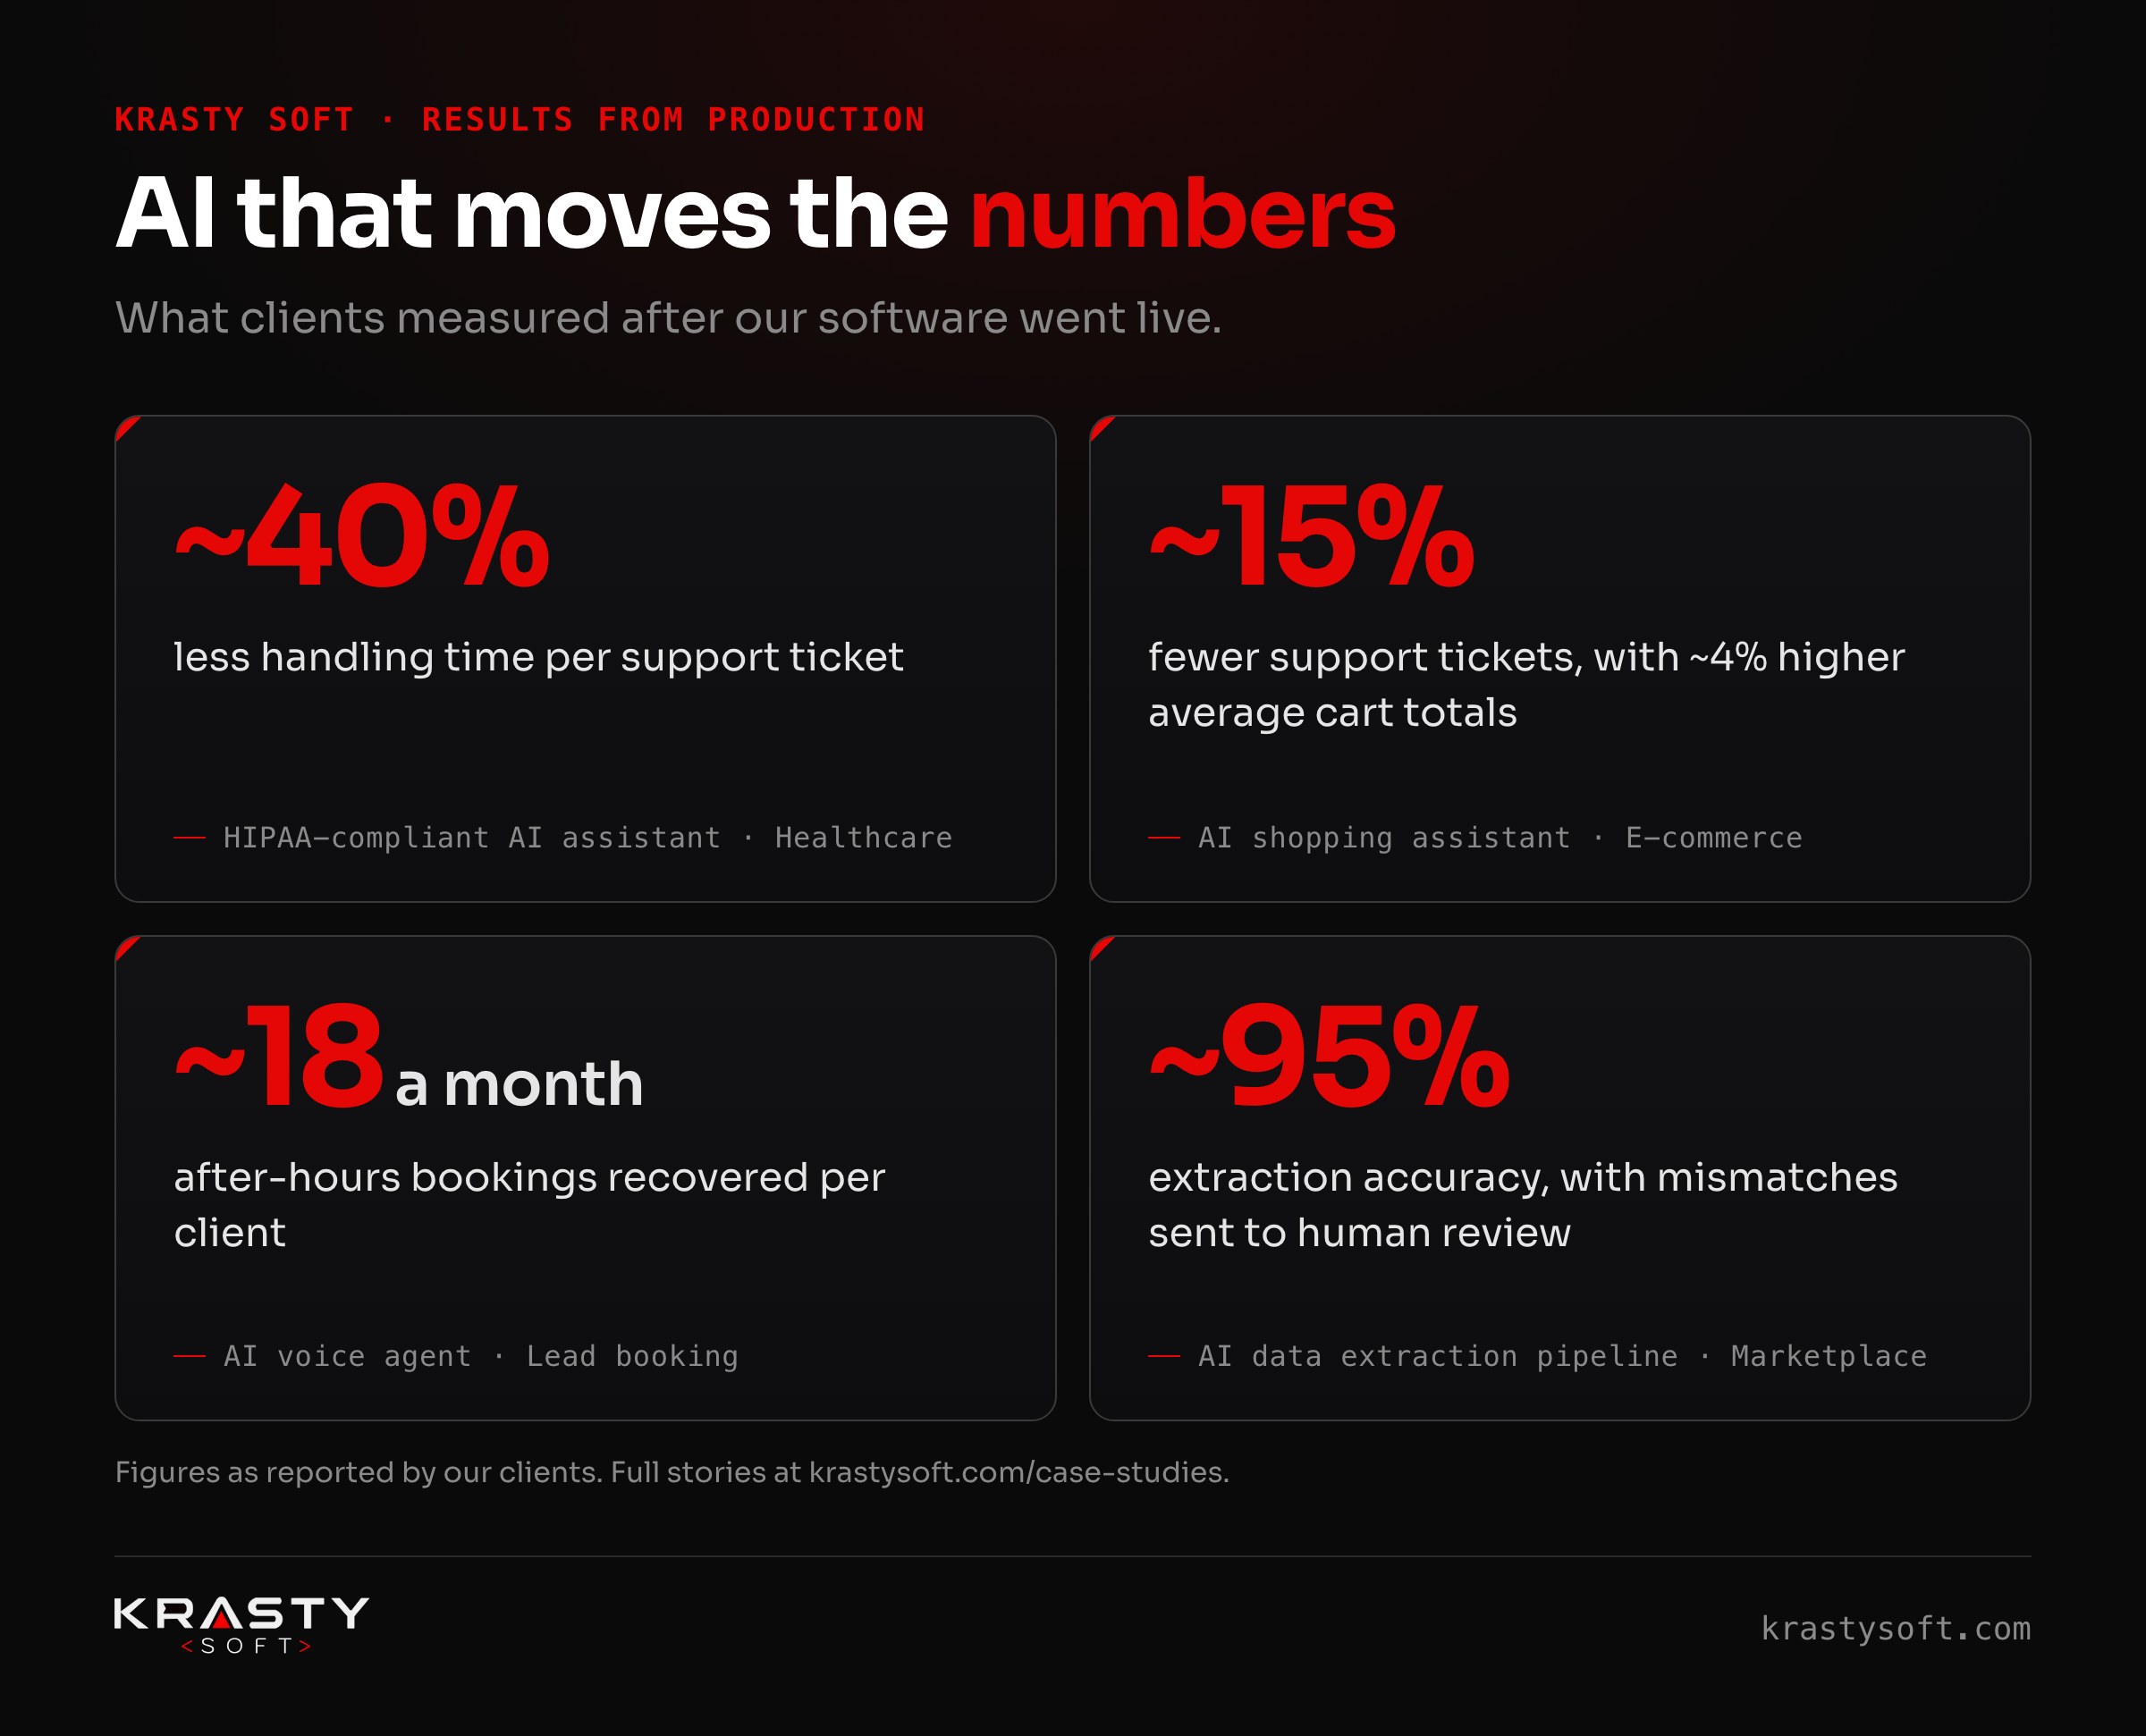 KRASTY SOFT · RESULTS FROM PRODUCTION
AI that moves the numbers
What clients measured after our software went live.
~40%
less handling time per support ticket
HIPAA-compliant AI assistant · Healthcare
~15%
fewer support tickets, with ~4% higher
average cart totals
AI shopping assistant · E-commerce
~18 a month
after-hours bookings recovered per
client
AI voice agent · Lead booking
~95%
extraction accuracy, with mismatches
sent to human review
AI data extraction pipeline · Marketplace
Figures as reported by our clients. Full stories at krastysoft.com/case-studies.
KRASTY
<SOFT>
krastysoft.com